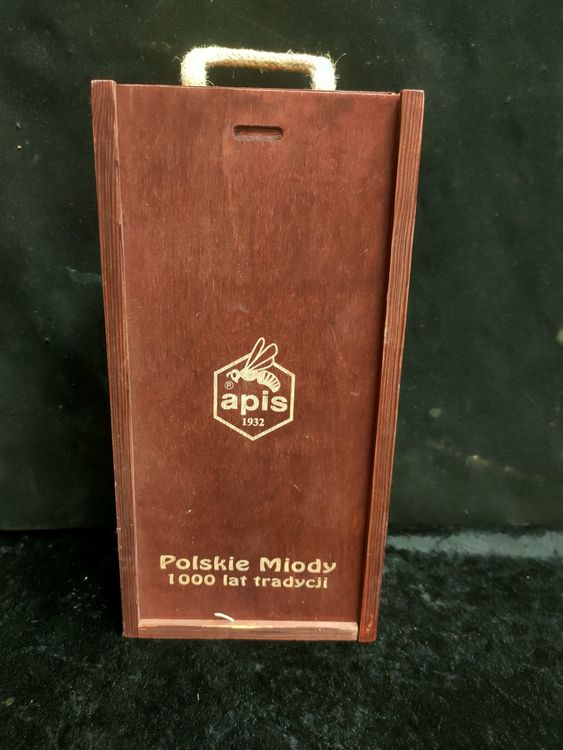 ®
apis
1932
Polskie Miody
1000 lat tradycji